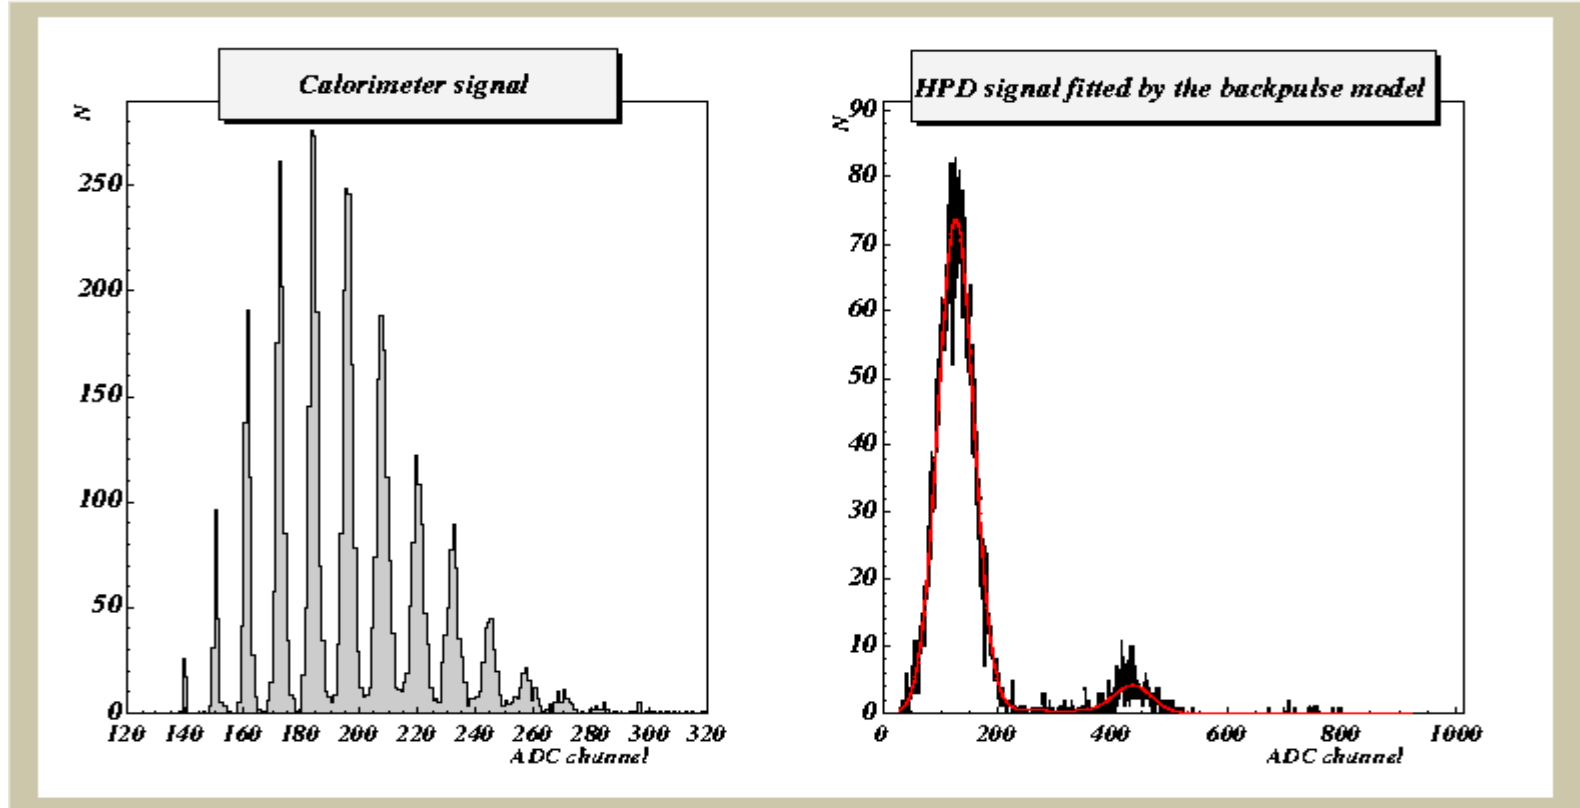 Calorimeter signal
N
250
200
150
100
50
0
120 140 160 180 200 220 240 260 280 300 320
ADC channel
HPD signal fitted by the backpulse model
N
90
80
70
60
50
40
30
20
10
0
0 200 400 600 800 1000
ADC channel